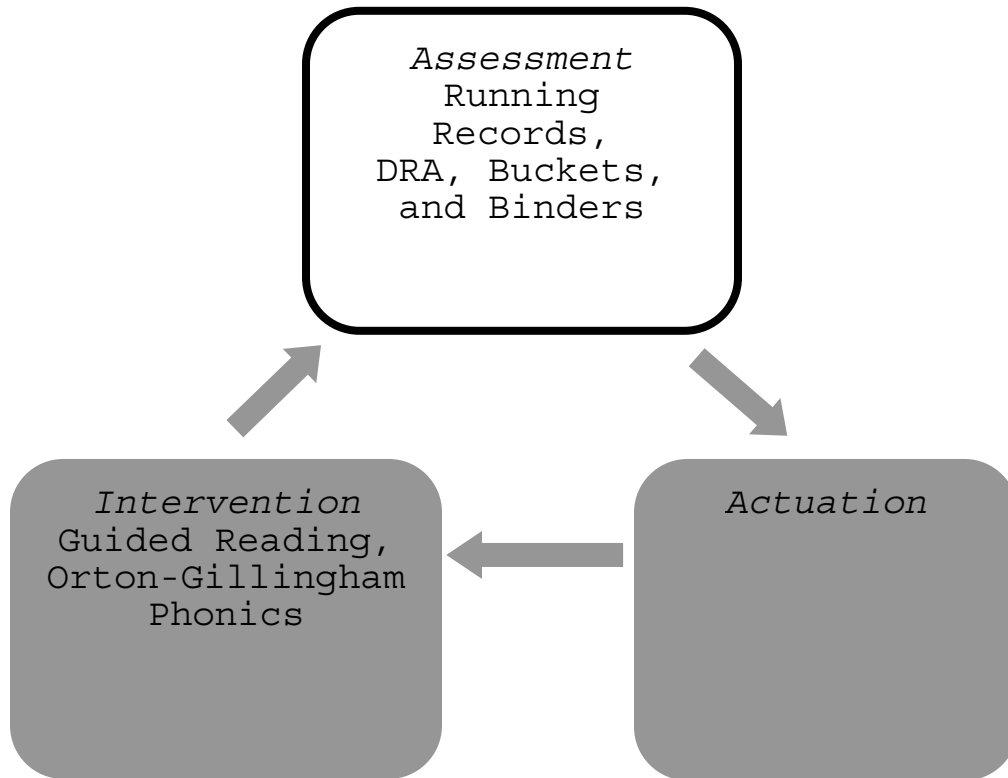 Assessment
Running
Records,
DRA, Buckets,
and Binders
Intervention
Guided Reading,
Orton-Gillingham
Phonics
Actuation